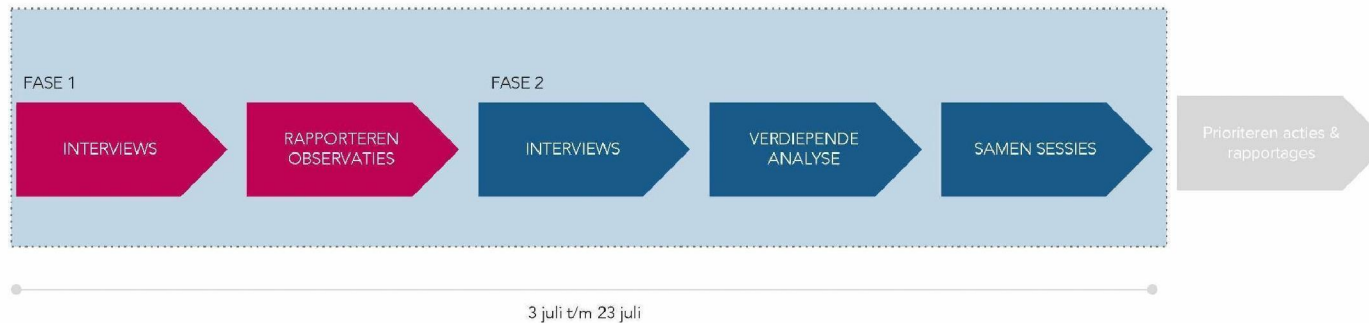 FASE 1
FASE 2
INTERVIEWS
RAPPORTEREN
OBSERVATIES
INTERVIEWS
VERDIEPENDE
ANALYSE
SAMEN SESSIES
Prioriteren acties &
rapportages
3 juli t/m 23 juli